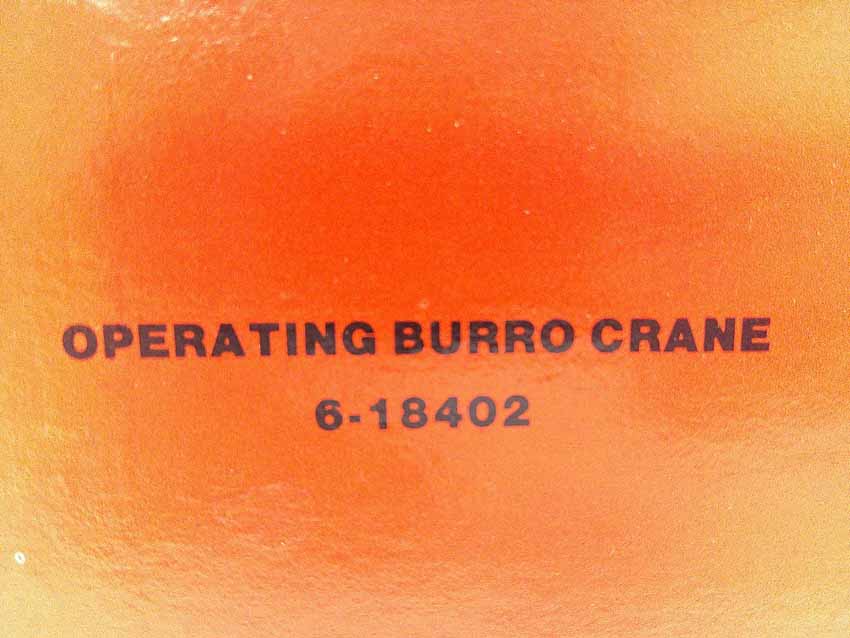 OPERATING BURRO CRANE
6-18402